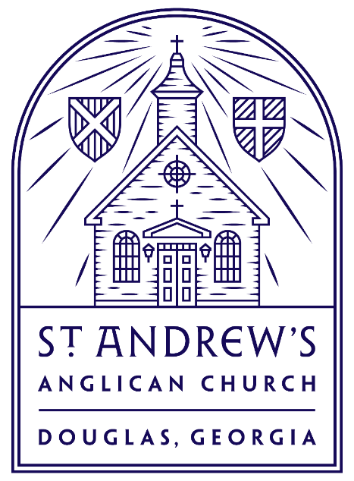 ST ANDREW'S
ANGLICAN CHURCH
DOUGLAS, GEORGIA